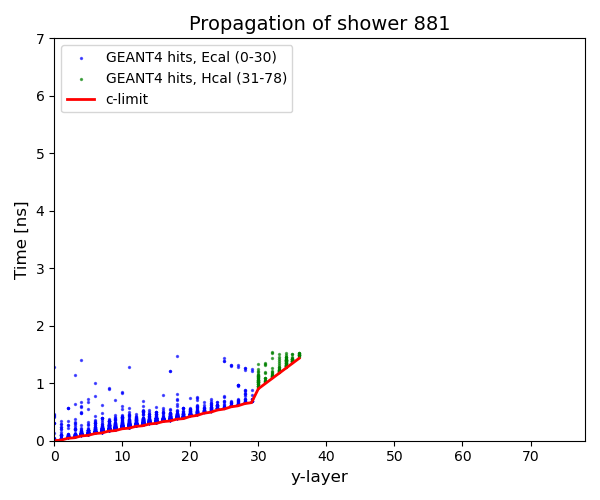 Propagation of shower 881
GEANT4 hits, Ecal (0-30)
GEANT4 hits, Hcal (31-78)
c-limit
Time [ns]
7
6
5
4
3
2
1
0
0 10 20 30 40 50 60 70
y-layer